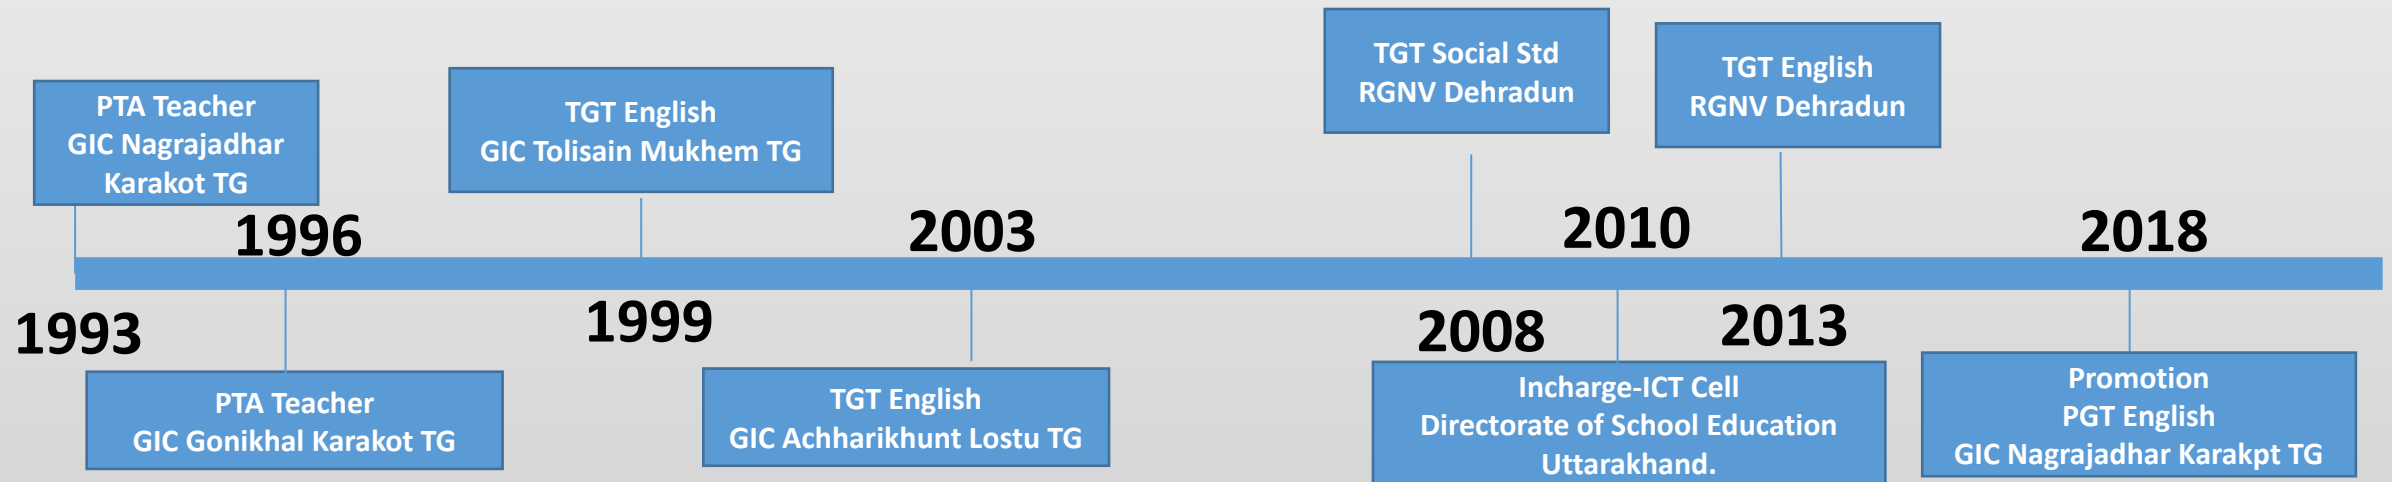 PTA Teacher
GIC Nagrajadhar
Karakot TG
TGT English
GIC Tolisain Mukhem TG
TGT Social Std
RGNV Dehradun
TGT English
RGNV Dehradun
1996
2003
2010
2018
1993
1999
2008
2013
PTA Teacher
GIC Gonikhal Karakot TG
TGT English
GIC Achharikhunt Lostu TG
Incharge-ICT Cell
Directorate of School Education
Uttarakhand.
Promotion
PGT English
GIC Nagrajadhar Karakpt TG